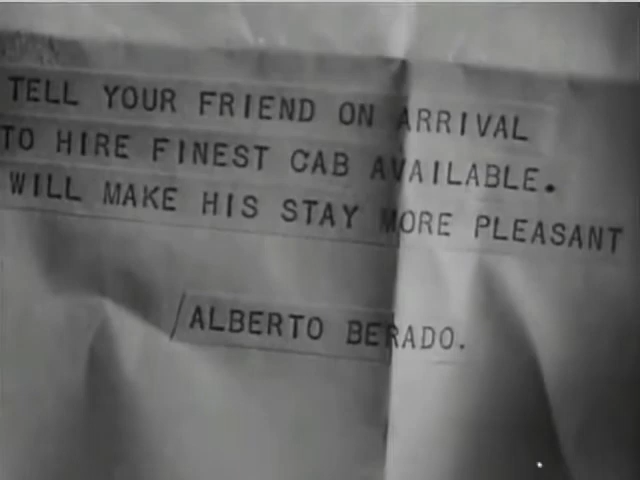 TELL YOUR FRIEND ON ARRIVAL
TO HIRE FINEST CAB AVAILABLE.
WILL MAKE HIS STAY MORE PLEASANT
/ALBERTO BERADO.